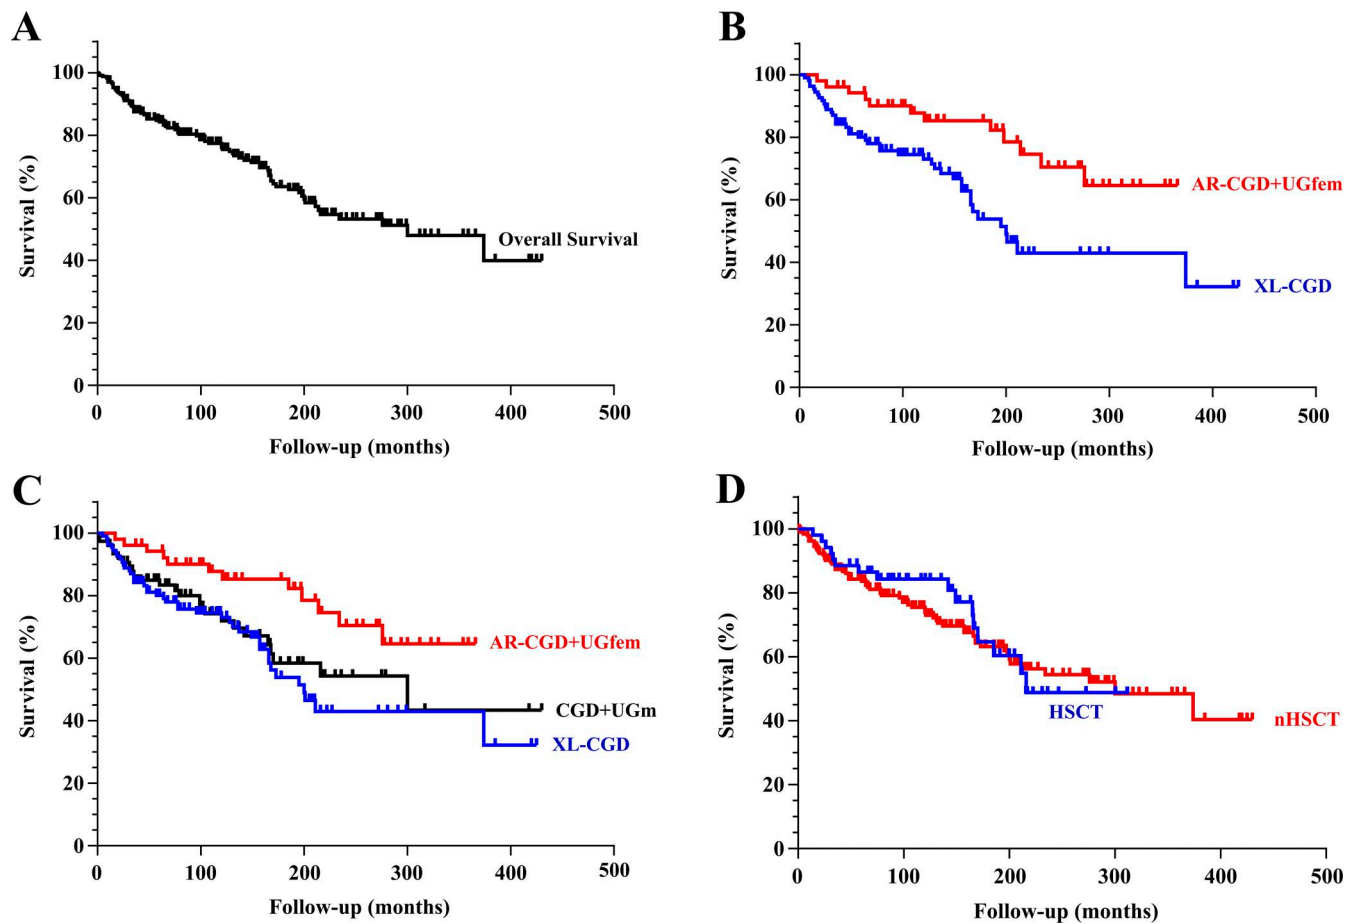 A
Survival (%)
100
80
60
40
20
0
Overall Survival
0 100 200 300 400 500
Follow-up (months)
B
Survival (%)
100
80
60
40
20
0
AR-CGD+UGfem
XL-CGD
0 100 200 300 400 500
Follow-up (months)
C
Survival (%)
100
80
60
40
20
0
AR-CGD+UGfem
CGD+UGm
XL-CGD
0 100 200 300 400 500
Follow-up (months)
D
Survival (%)
100
80
60
40
20
0
HSCT
nHSCT
0 100 200 300 400 500
Follow-up (months)